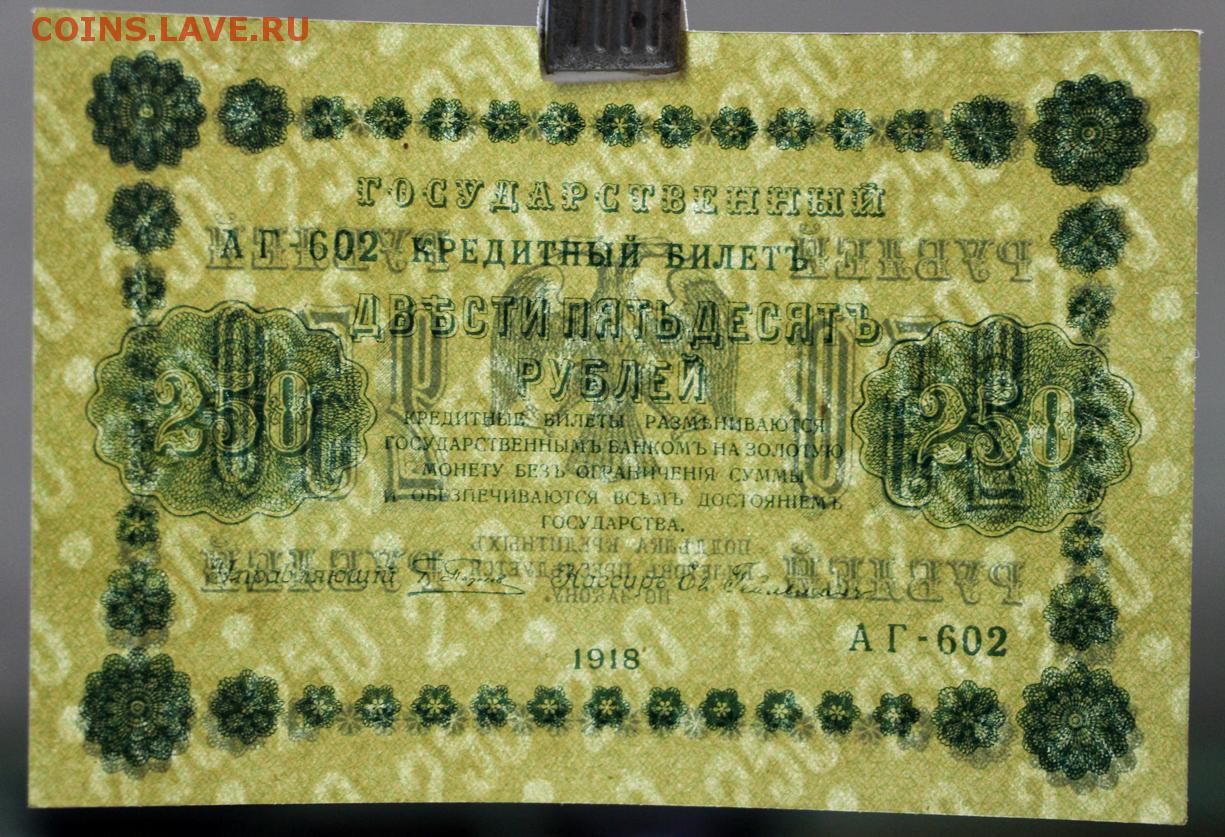 COINS.LAVE.RU
ГОСУДАРСТВЕННЫЙ
АГ-602 КРЕДИТНЫЙ БИЛЕТЪ
ДВѢСТИ ПЯТЬДЕСЯТЪ
РУБЛЕЙ
250 250
КРЕДИТНЫЕ БИЛЕТЫ РАЗМѢНИВАЮТСЯ
ГОСУДАРСТВЕННЫМЪ БАНКОМЪ НА ЗОЛОТУЮ
МОНЕТУ БЕЗЪ ОГРАНИЧЕНІЯ СУММЫ
И ОБЕЗПЕЧИВАЮТСЯ ВСѢМЪ ДОСТОЯНІЕМЪ
ГОСУДАРСТВА.
Управляющій Кассиръ
АГ-602
1918